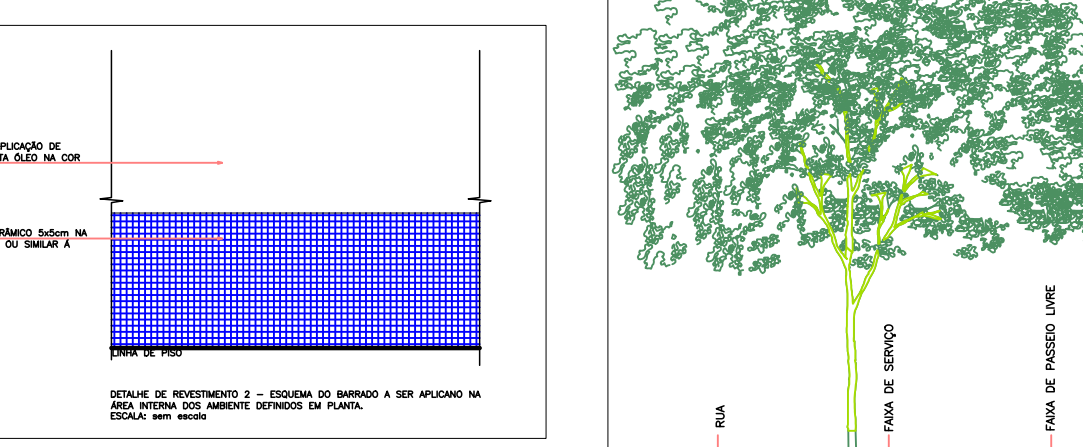 PLICAÇÃO DE
TA ÓLEO NA COR
RÂMICO 5x5cm NA
OU SIMILAR Á
LINHA DE PISO
DETALHE DE REVESTIMENTO 2 – ESQUEMA DO BARRADO A SER APLICANO NA
ÁREA INTERNA DOS AMBIENTE DEFINIDOS EM PLANTA.
ESCALA: sem escala
RUA
FAIXA DE SERVIÇO
FAIXA DE PASSEIO LIVRE